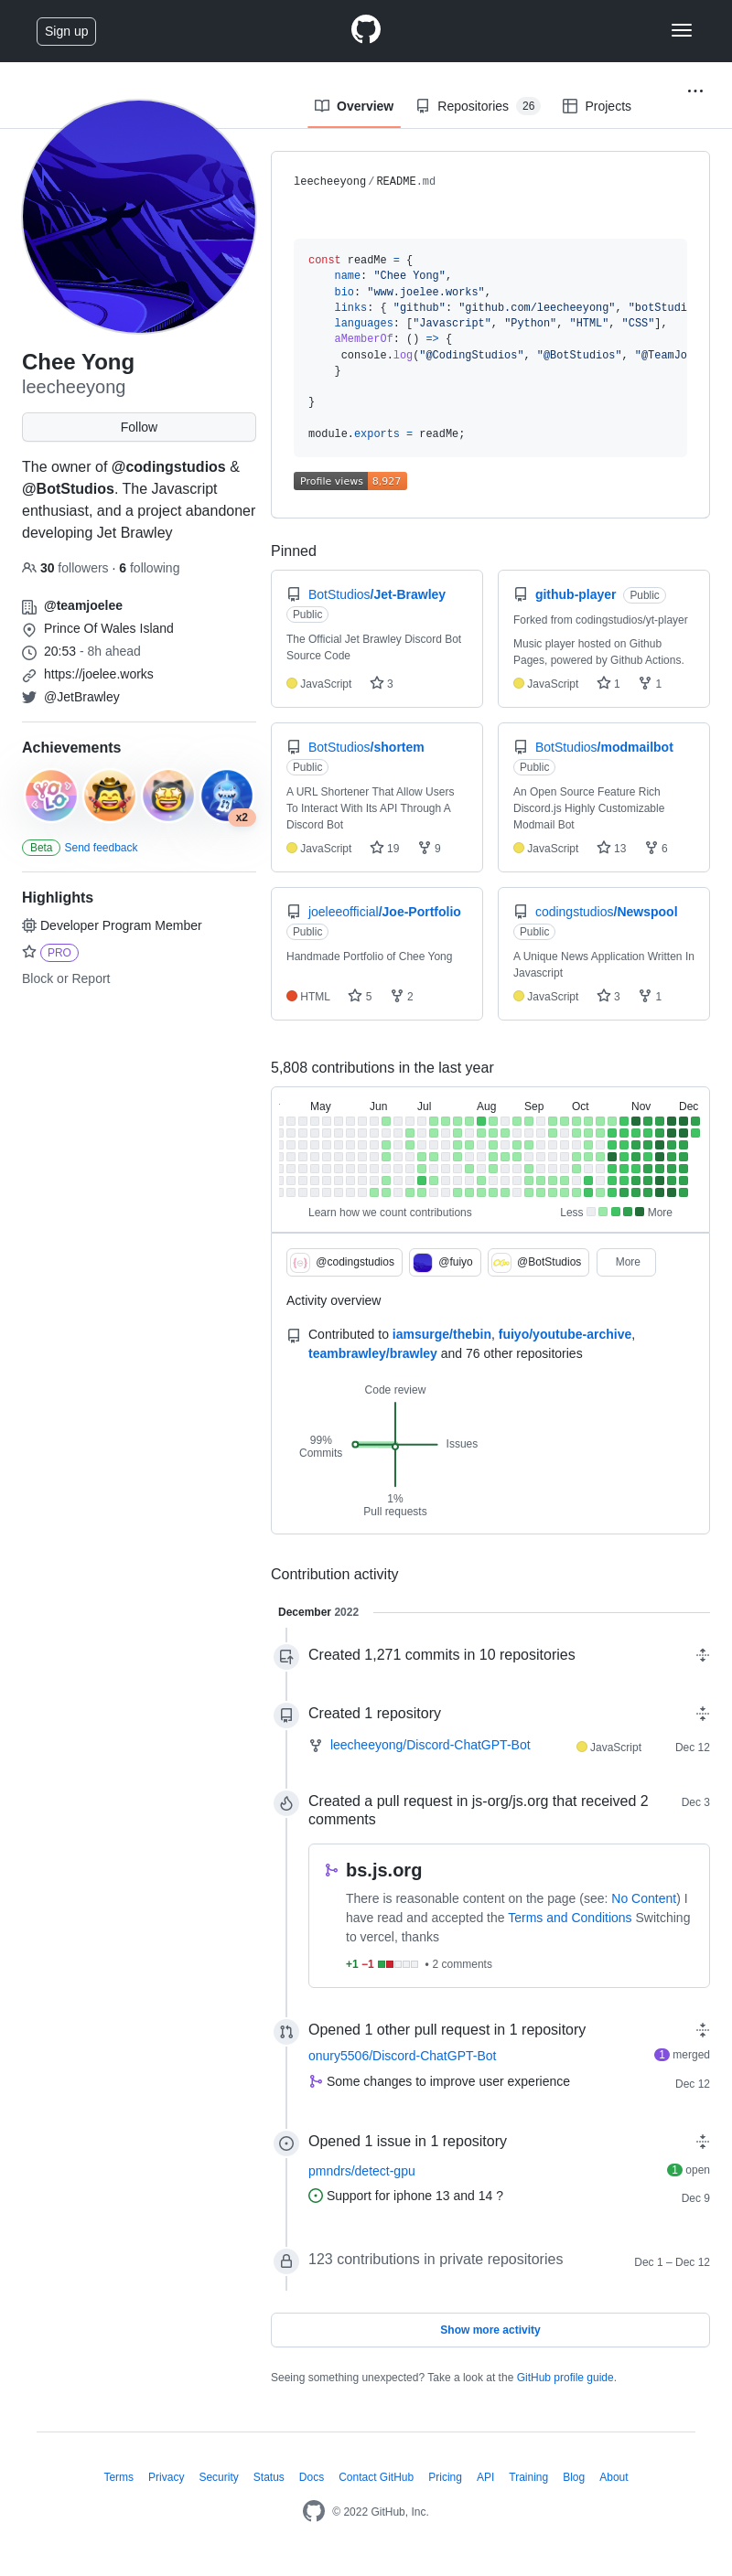 Sign up
Overview
Repositories 26
Projects
Chee Yong
leecheeyong
Follow
The owner of @codingstudios &
@BotStudios. The Javascript
enthusiast, and a project abandoner
developing Jet Brawley
30 followers · 6 following
@teamjoelee
Prince Of Wales Island
20:53 - 8h ahead
https://joelee.works
@JetBrawley
Achievements
YOLO
x2
Beta Send feedback
Highlights
Developer Program Member
PRO
Block or Report
leecheeyong/README.md
const readMe = {
name: "Chee Yong",
bio: "www.joelee.works",
links: { "github": "github.com/leecheeyong", "botStudi
languages: ["Javascript", "Python", "HTML", "CSS"],
aMemberOf: () => {
console.log("@CodingStudios", "@BotStudios", "@TeamJo
}
}
module.exports = readMe;
Profile views 8,927
Pinned
BotStudios/Jet-Brawley
Public
The Official Jet Brawley Discord Bot
Source Code
JavaScript 3
github-player Public
Forked from codingstudios/yt-player
Music player hosted on Github
Pages, powered by Github Actions.
JavaScript 1 1
BotStudios/shortem
Public
A URL Shortener That Allow Users
To Interact With Its API Through A
Discord Bot
JavaScript 19 9
BotStudios/modmailbot
Public
An Open Source Feature Rich
Discord.js Highly Customizable
Modmail Bot
JavaScript 13 6
joeleeofficial/Joe-Portfolio
Public
Handmade Portfolio of Chee Yong
HTML 5 2
codingstudios/Newspool
Public
A Unique News Application Written In
Javascript
JavaScript 3 1
5,808 contributions in the last year
May Jun Jul Aug Sep Oct Nov Dec
Learn how we count contributions
Less More
@codingstudios @fuiyo @BotStudios More
Activity overview
Contributed to iamsurge/thebin, fuiyo/youtube-archive,
teambrawley/brawley and 76 other repositories
Code review
99%
Commits
Issues
1%
Pull requests
Contribution activity
December 2022
Created 1,271 commits in 10 repositories
Created 1 repository
leecheeyong/Discord-ChatGPT-Bot JavaScript Dec 12
Created a pull request in js-org/js.org that received 2 Dec 3
comments
bs.js.org
There is reasonable content on the page (see: No Content) I
have read and accepted the Terms and Conditions Switching
to vercel, thanks
+1 −1 • 2 comments
Opened 1 other pull request in 1 repository
onury5506/Discord-ChatGPT-Bot 1 merged
Some changes to improve user experience Dec 12
Opened 1 issue in 1 repository
pmndrs/detect-gpu 1 open
Support for iphone 13 and 14 ? Dec 9
123 contributions in private repositories Dec 1 – Dec 12
Show more activity
Seeing something unexpected? Take a look at the GitHub profile guide.
Terms Privacy Security Status Docs Contact GitHub Pricing API Training Blog About
© 2022 GitHub, Inc.